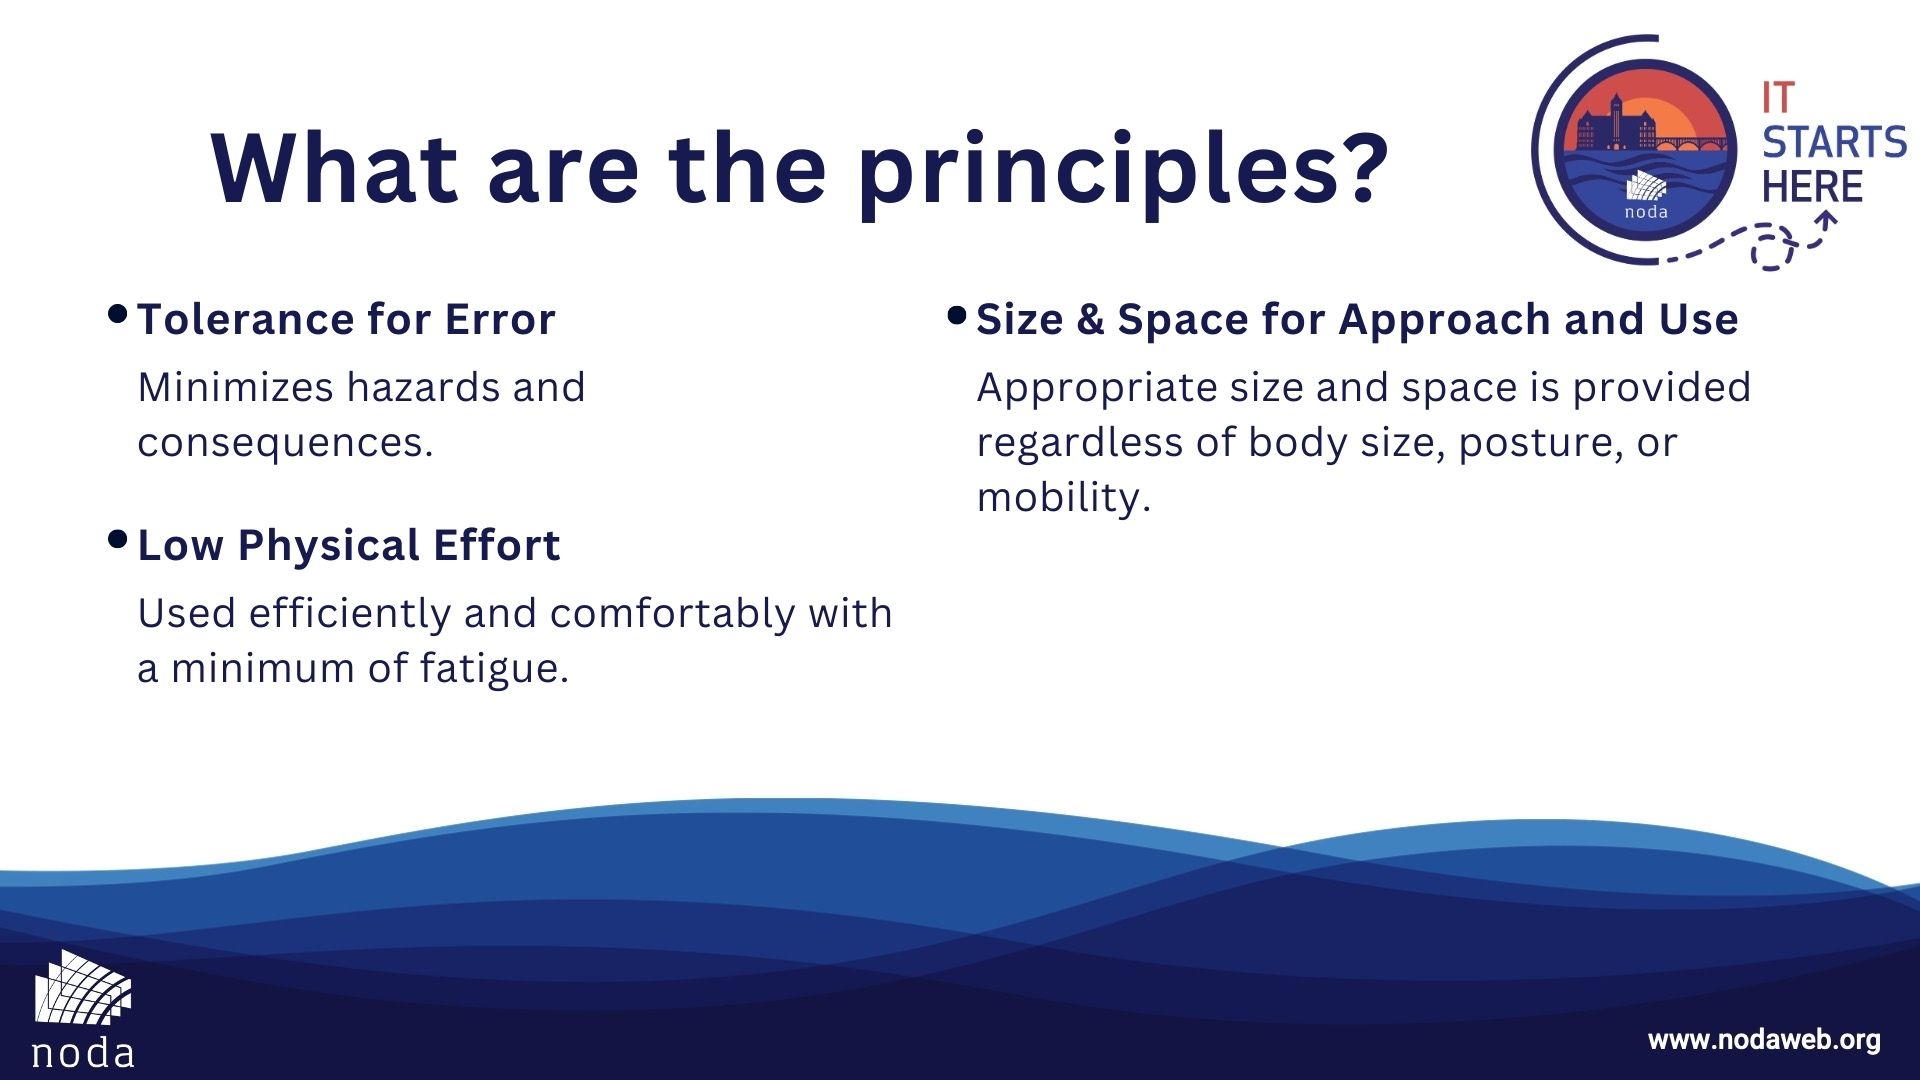 What are the principles?
IT
STARTS
HERE
noda
• Tolerance for Error
Minimizes hazards and
consequences.
• Low Physical Effort
Used efficiently and comfortably with
a minimum of fatigue.
• Size & Space for Approach and Use
Appropriate size and space is provided
regardless of body size, posture, or
mobility.
noda
www.nodaweb.org